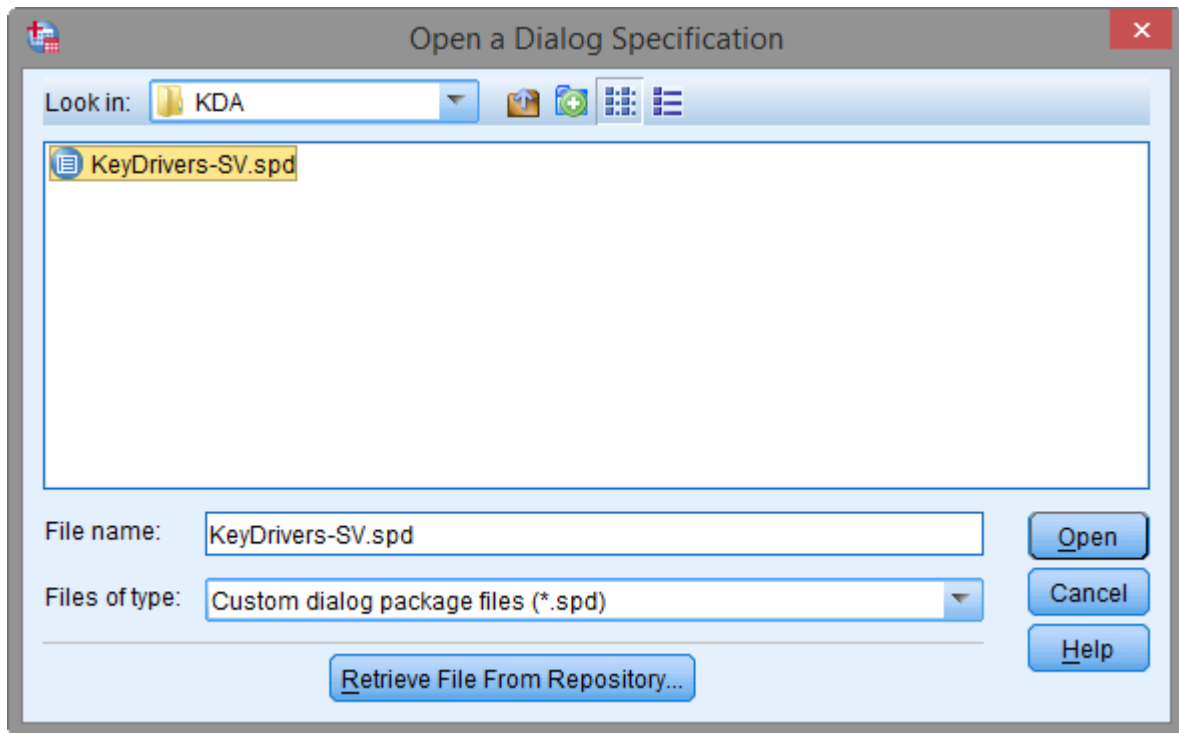 Open a Dialog Specification
Look in: KDA
KeyDrivers-SV.spd
File name: KeyDrivers-SV.spd
Open
Files of type: Custom dialog package files (*.spd)
Cancel
Help
Retrieve File From Repository...